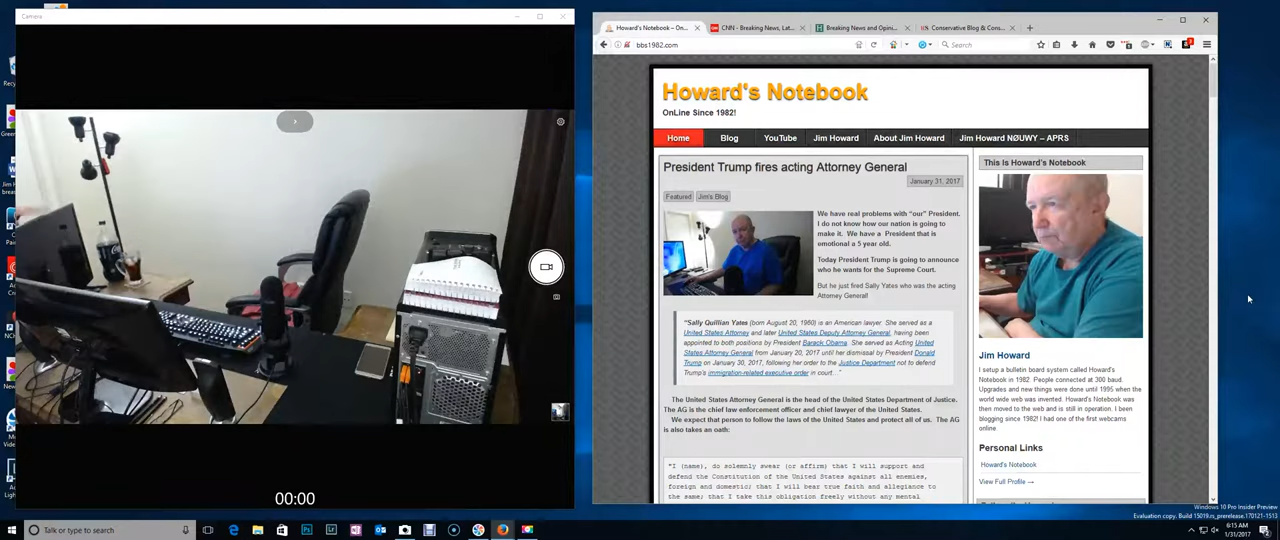 Camera
00:00
Howard's Notebook – On...
CNN - Breaking News, Lat...
Breaking News and Opini...
Conservative Blog & Cons...
bbs1982.com
Search
Howard's Notebook
OnLine Since 1982!
Home
Blog
YouTube
Jim Howard
About Jim Howard
Jim Howard NØUWY – APRS
President Trump fires acting Attorney General
January 31, 2017
Featured
Jim's Blog
We have real problems with "our" President.
I do not know how our nation is going to
make it. We have a President that is
emotional a 5 year old.
Today President Trump is going to announce
who he wants for the Supreme Court.
But he just fired Sally Yates who was the acting
Attorney General!
"Sally Quillian Yates (born August 20, 1960) is an American lawyer. She served as a
United States Attorney and later United States Deputy Attorney General, having been
appointed to both positions by President Barack Obama. She served as Acting United
States Attorney General from January 20, 2017 until her dismissal by President Donald
Trump on January 30, 2017, following her order to the Justice Department not to defend
Trump's immigration-related executive order in court..."
The United States Attorney General is the head of the United States Department of Justice.
The AG is the chief law enforcement officer and chief lawyer of the United States.
We expect that person to follow the laws of the United States and protect all of us. The AG
is also takes an oath:
"I (name), do solemnly swear (or affirm) that I will support and
defend the Constitution of the United States against all enemies,
foreign and domestic; that I will bear true faith and allegiance to
the same; that I take this obligation freely without any mental
This Is Howard's Notebook
Jim Howard
I setup a bulletin board system called Howard's
Notebook in 1982. People connected at 300 baud.
Upgrades and new things were done until 1995 when the
world wide web was invented. Howard's Notebook
was then moved to the web and is still in operation. I been
blogging since 1982! I had one of the first webcams
online
Personal Links
Howard's Notebook
View Full Profile →
Windows 10 Pro Insider Preview
Evaluation copy. Build 15019.rs_prerelease.170121-1513
Talk or type to search
6:15 AM
1/31/2017